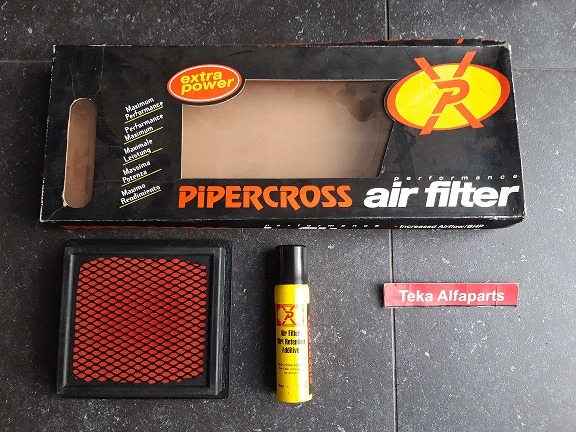 extra
power
Maximum
Performance
Performance
Maximum
Maximale
Leistung
Massima
Potenza
Maximo
Rendimiento
P
performance
PIPERCROSS air filter
Performance
• Increased Airflow/BHP
P
Air Filter
Dirt Retention
Additive
Teka Alfaparts